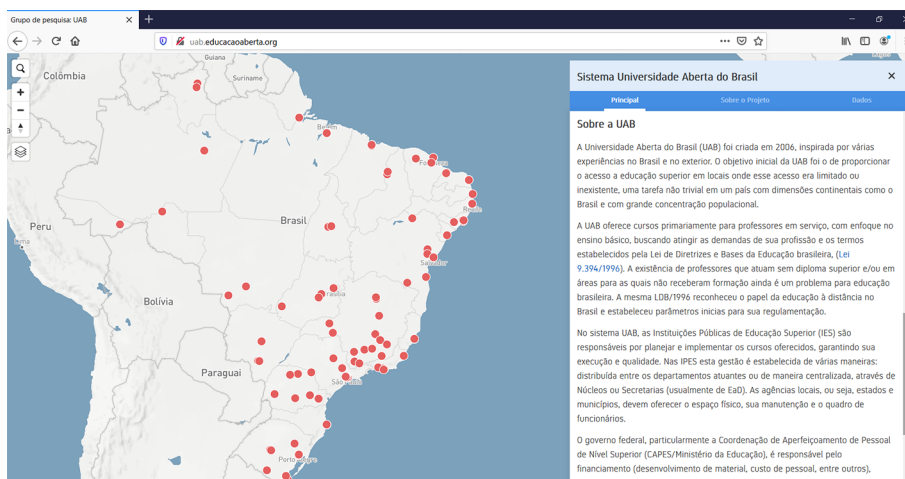 Grupo de pesquisa: UAB
uab.educacaoaberta.org
Guiana
Colômbia
Suriname
Belém
Fortaleza
Brasil
Recife
Peru
Lima
Salvador
Brasília
Bolívia
Paraguai
São Paulo
Porto Alegre
Sistema Universidade Aberta do Brasil
Principal
Sobre o Projeto
Dados
Sobre a UAB
A Universidade Aberta do Brasil (UAB) foi criada em 2006, inspirada por várias
experiências no Brasil e no exterior. O objetivo inicial da UAB foi o de proporcionar
o acesso a educação superior em locais onde esse acesso era limitado ou
inexistente, uma tarefa não trivial em um país com dimensões continentais como o
Brasil e com grande concentração populacional.
A UAB oferece cursos primariamente para professores em serviço, com enfoque no
ensino básico, buscando atingir as demandas de sua profissão e os termos
estabelecidos pela Lei de Diretrizes e Bases da Educação brasileira, (Lei
9.394/1996). A existência de professores que atuam sem diploma superior e/ou em
áreas para as quais não receberam formação ainda é um problema para educação
brasileira. A mesma LDB/1996 reconheceu o papel da educação à distância no
Brasil e estabeleceu parâmetros inicias para sua regulamentação.
No sistema UAB, as Instituições Públicas de Educação Superior (IES) são
responsáveis por planejar e implementar os cursos oferecidos, garantindo sua
execução e qualidade. Nas IPES esta gestão é estabelecida de várias maneiras:
distribuída entre os departamentos atuantes ou de maneira centralizada, através de
Núcleos ou Secretarias (usualmente de EaD). As agências locais, ou seja, estados e
municípios, devem oferecer o espaço físico, sua manutenção e o quadro de
funcionários.
O governo federal, particularmente a Coordenação de Aperfeiçoamento de Pessoal
de Nível Superior (CAPES/Ministério da Educação), é responsável pelo
financiamento (desenvolvimento de material, custo de pessoal, entre outros),